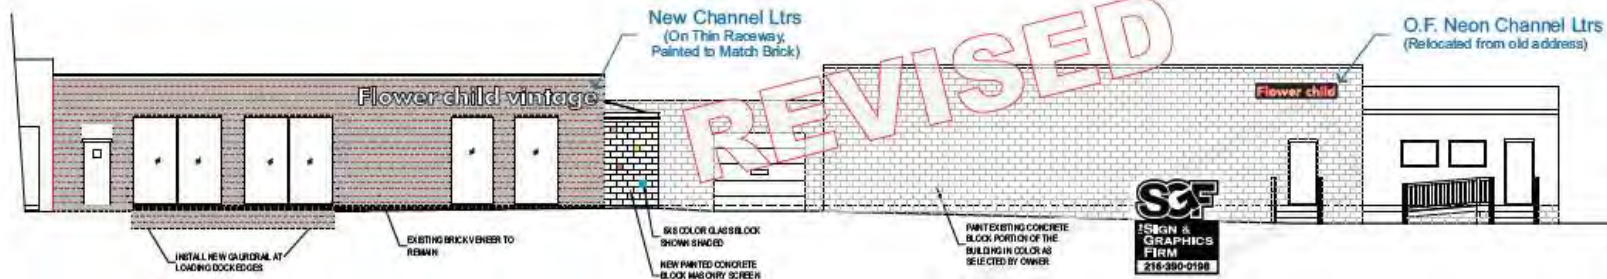 New Channel Ltrs
(On Thin Raceway,
Painted to Match Brick)
O.F. Neon Channel Ltrs
(Relocated from old address)
REVISED
Flower child vintage
Flower child
INSTALL NEW GAURDRAIL AT
LOADING DOCK EDGES
EXISTING BRICK VENEER TO
REMAIN
8X8 COLOR GLASS BLOCK
SHOWN SHADED
NEW PAINTED CONCRETE
BLOCK MASONRY SCREEN
PAINT EXISTING CONCRETE
BLOCK PORTION OF THE
BUILDING IN COLOR AS
SELECTED BY OWNER
SGF
THE SIGN &
GRAPHICS
FIRM
216-390-0198